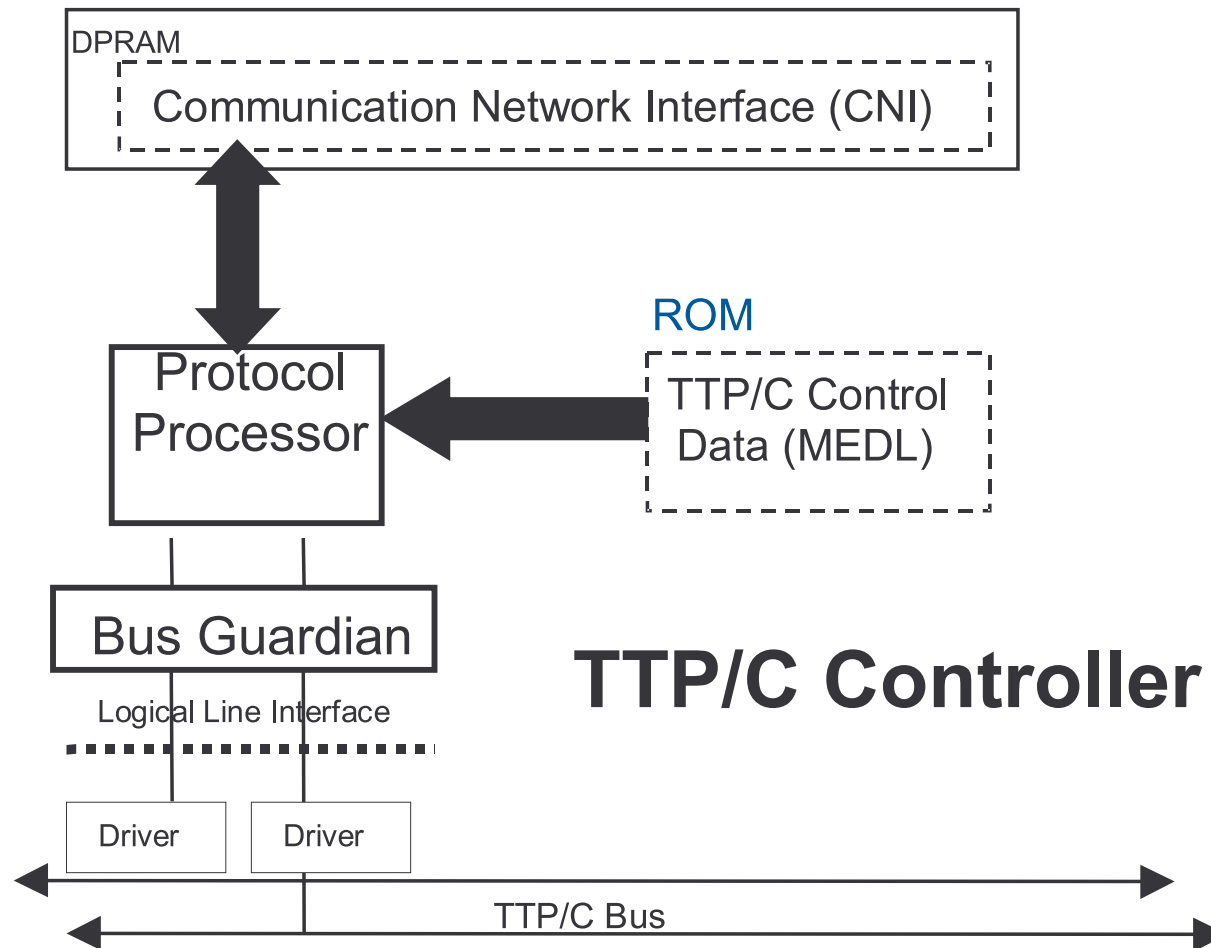 DPRAM
Communication Network Interface (CNI)
ROM
Protocol
Processor
TTP/C Control
Data (MEDL)
Bus Guardian
TTP/C Controller
Logical Line Interface
Driver
Driver
TTP/C Bus